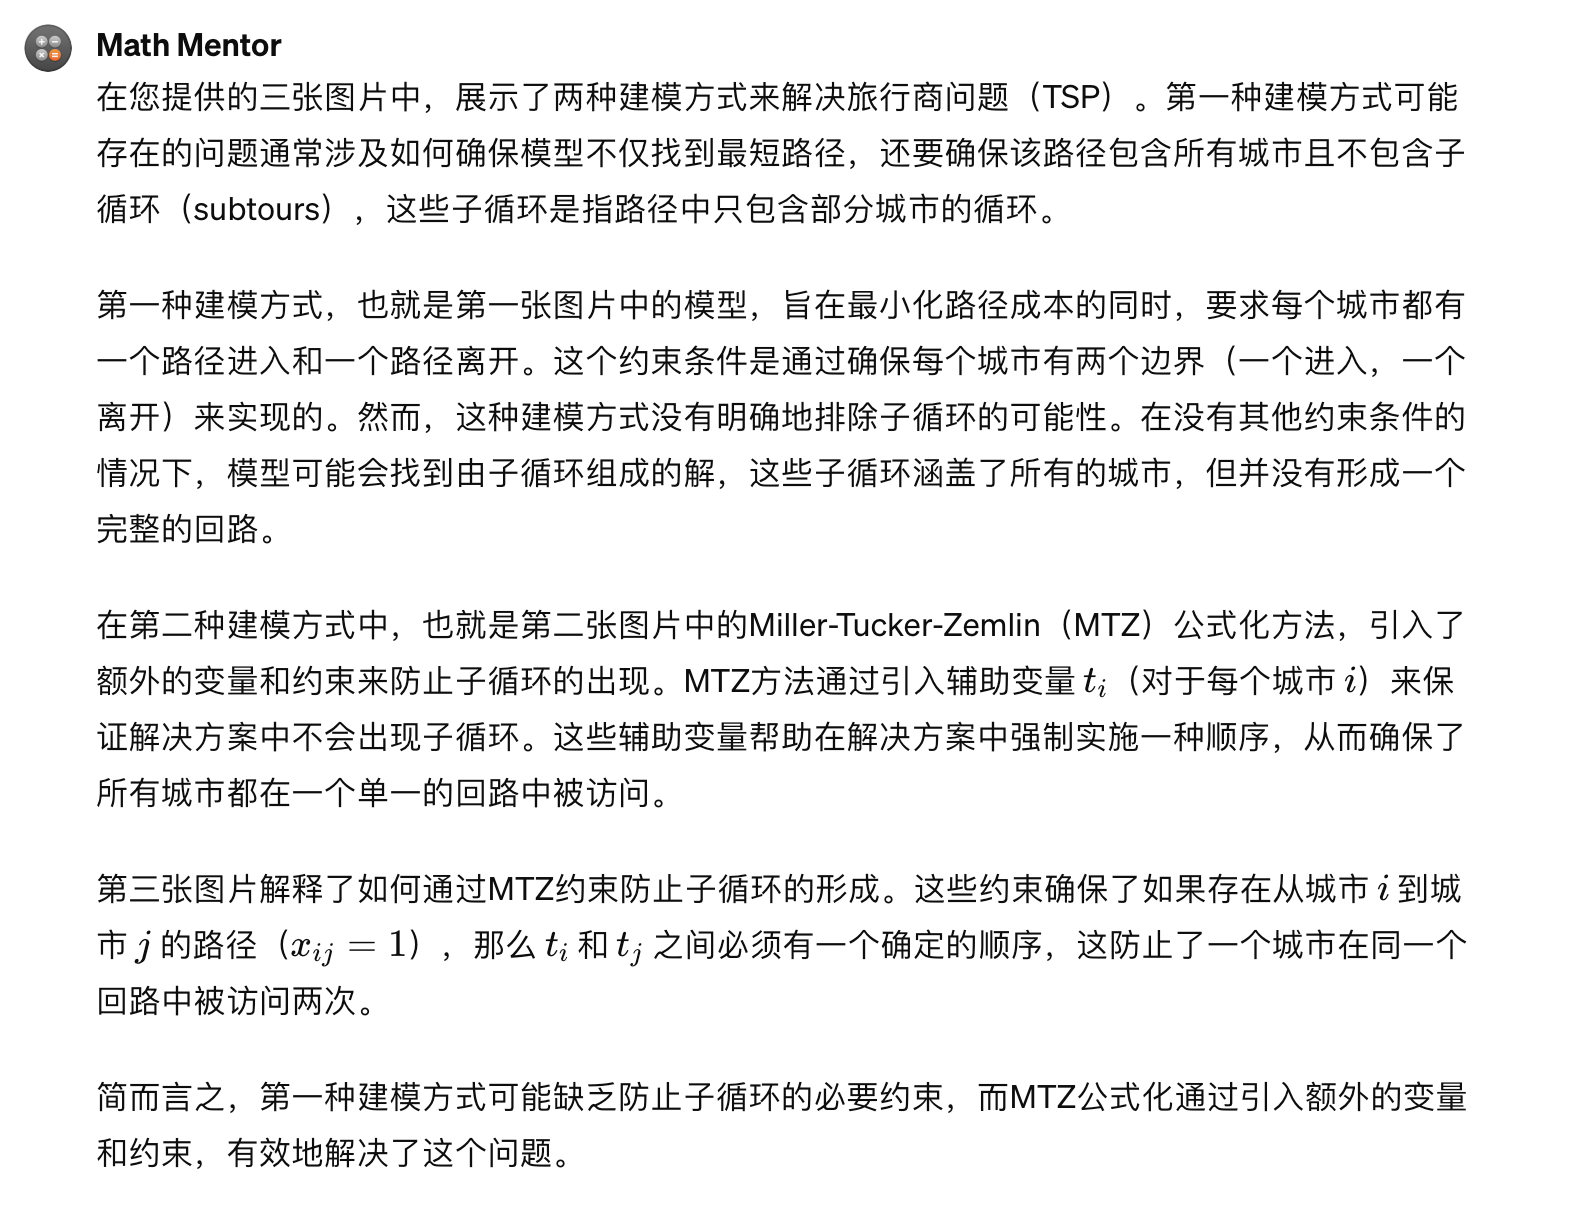 Math Mentor
在您提供的三张图片中，展示了两种建模方式来解决旅行商问题（TSP）。第一种建模方式可能
存在的问题通常涉及如何确保模型不仅找到最短路径，还要确保该路径包含所有城市且不包含子
循环（subtours），这些子循环是指路径中只包含部分城市的循环。
第一种建模方式，也就是第一张图片中的模型，旨在最小化路径成本的同时，要求每个城市都有
一个路径进入和一个路径离开。这个约束条件是通过确保每个城市有两个边界（一个进入，一个
离开）来实现的。然而，这种建模方式没有明确地排除子循环的可能性。在没有其他约束条件的
情况下，模型可能会找到由子循环组成的解，这些子循环涵盖了所有的城市，但并没有形成一个
完整的回路。
在第二种建模方式中，也就是第二张图片中的Miller-Tucker-Zemlin（MTZ）公式化方法，引入了
额外的变量和约束来防止子循环的出现。MTZ方法通过引入辅助变量 t_i（对于每个城市 i）来保
证解决方案中不会出现子循环。这些辅助变量帮助在解决方案中强制实施一种顺序，从而确保了
所有城市都在一个单一的回路中被访问。
第三张图片解释了如何通过MTZ约束防止子循环的形成。这些约束确保了如果存在从城市 i 到城
市 j 的路径（x_{ij} = 1），那么 t_i 和 t_j 之间必须有一个确定的顺序，这防止了一个城市在同一个
回路中被访问两次。
简而言之，第一种建模方式可能缺乏防止子循环的必要约束，而MTZ公式化通过引入额外的变量
和约束，有效地解决了这个问题。